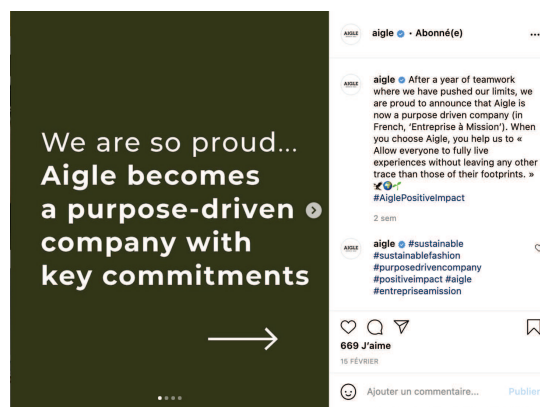 We are so proud...
Aigle becomes
a purpose-driven
company with
key commitments
AIGLE
aigle • Abonné(e)
...
AIGLE
aigle After a year of teamwork
where we have pushed our limits, we
are proud to announce that Aigle is
now a purpose driven company (in
French, ‘Entreprise à Mission’). When
you choose Aigle, you help us to «
Allow everyone to fully live
experiences without leaving any other
trace than those of their footprints. »
#AiglePositiveImpact
2 sem
AIGLE
aigle #sustainable
#sustainablefashion
#purposedrivencompany
#positiveimpact #aigle
#entrepriseamission
669 J’aime
15 FÉVRIER
Ajouter un commentaire...
Publier